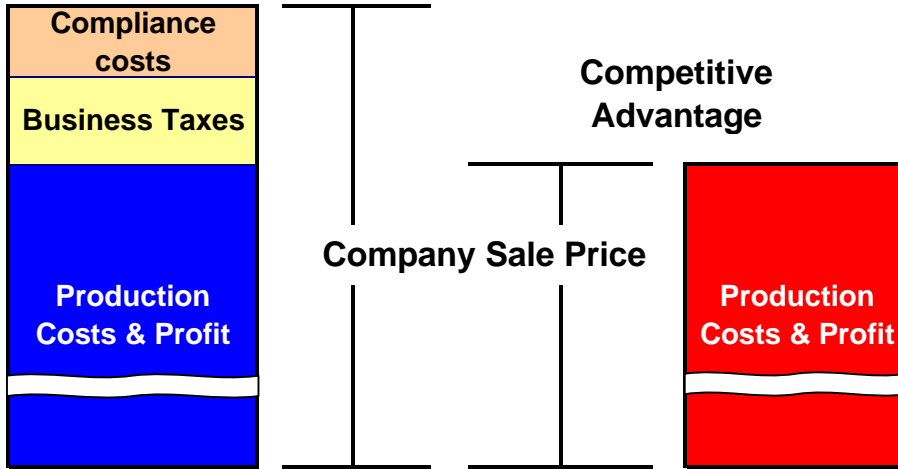 Compliance
costs
Business Taxes
Production
Costs & Profit
Competitive
Advantage
Company Sale Price
Production
Costs & Profit